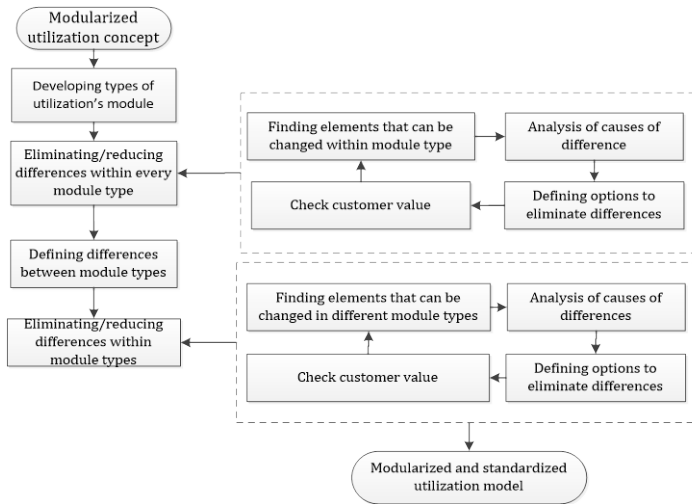 Modularized
utilization concept
Developing types of
utilization's module
Eliminating/reducing
differences within every
module type
Defining differences
between module types
Eliminating/reducing
differences within
module types
Finding elements that can be
changed within module type
Analysis of causes of
difference
Check customer value
Defining options to
eliminate differences
Finding elements that can be
changed in different module types
Analysis of causes of
differences
Check customer value
Defining options to
eliminate differences
Modularized and standardized
utilization model